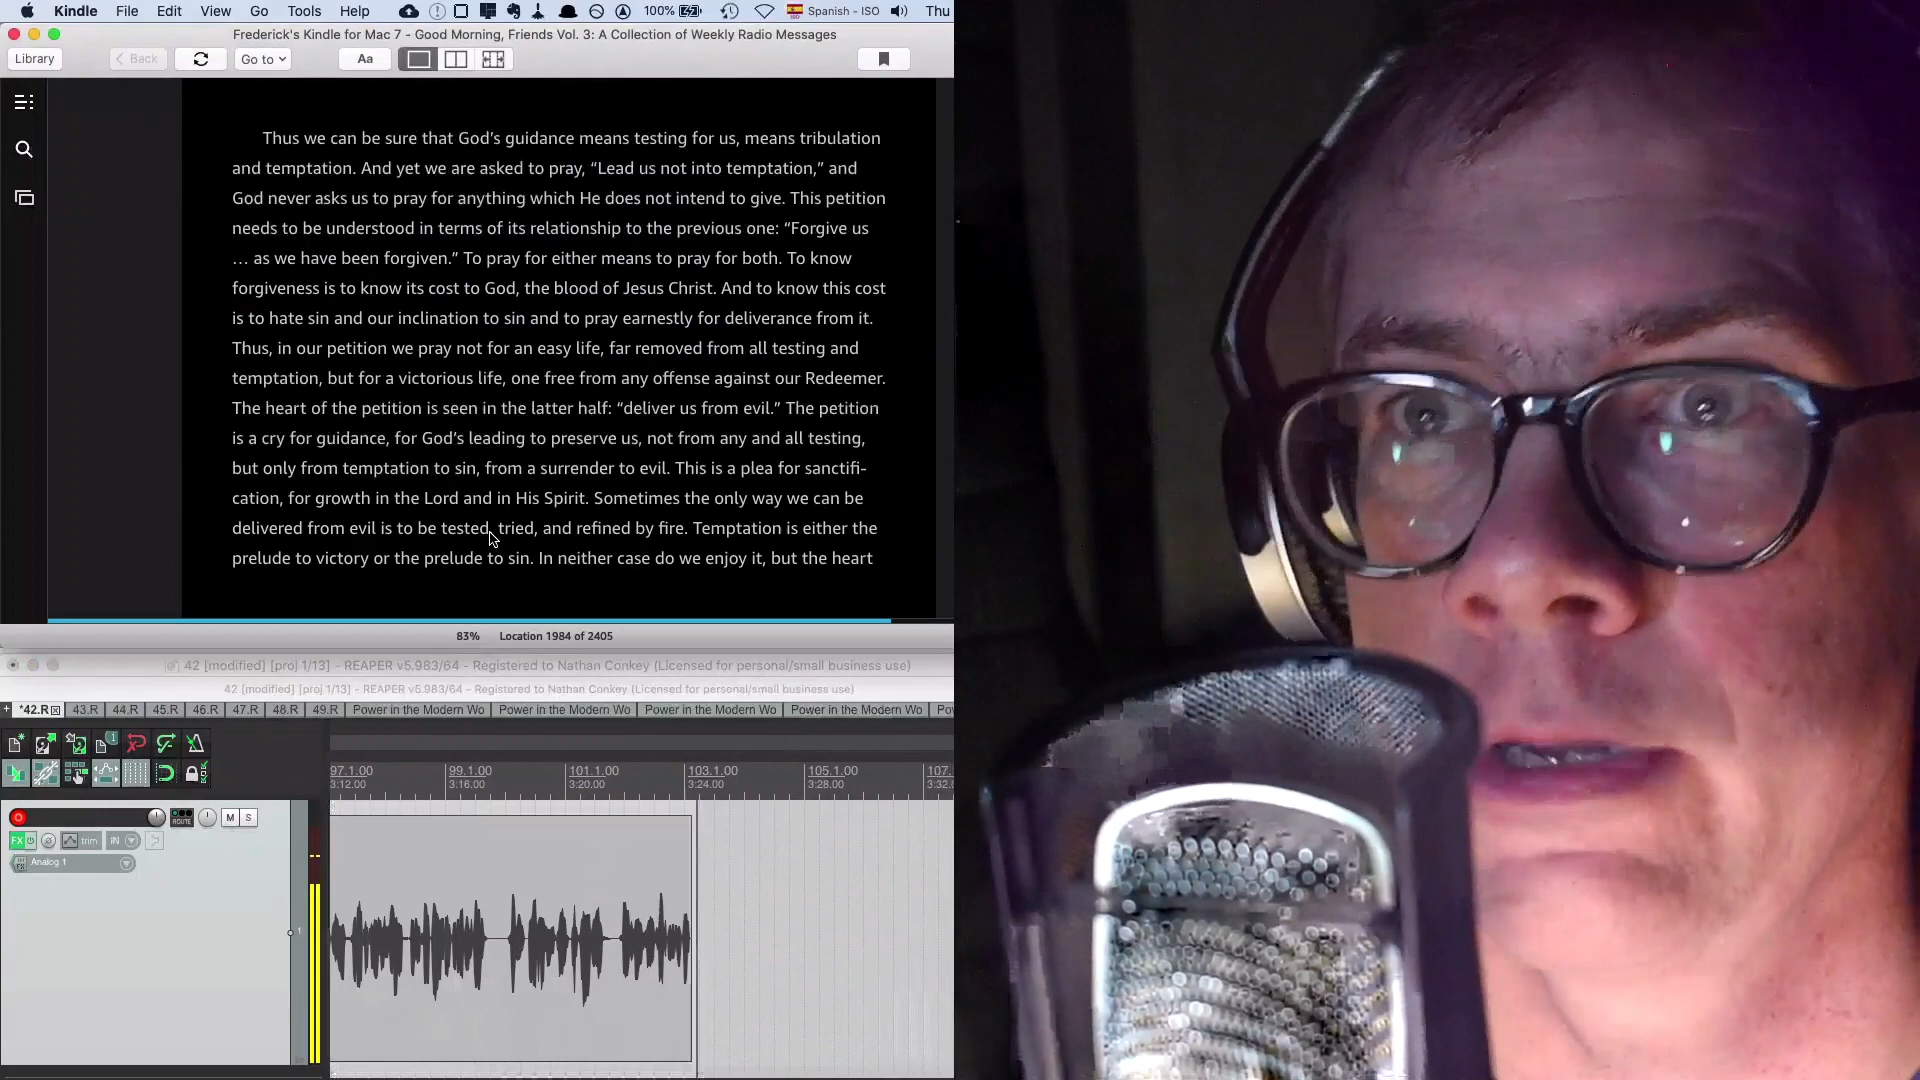 Kindle File Edit View Go Tools Help 100% Spanish - ISO Thu
Frederick's Kindle for Mac 7 - Good Morning, Friends Vol. 3: A Collection of Weekly Radio Messages
Library Back Go to Aa
Thus we can be sure that God’s guidance means testing for us, means tribulation
and temptation. And yet we are asked to pray, “Lead us not into temptation,” and
God never asks us to pray for anything which He does not intend to give. This petition
needs to be understood in terms of its relationship to the previous one: “Forgive us
… as we have been forgiven.” To pray for either means to pray for both. To know
forgiveness is to know its cost to God, the blood of Jesus Christ. And to know this cost
is to hate sin and our inclination to sin and to pray earnestly for deliverance from it.
Thus, in our petition we pray not for an easy life, far removed from all testing and
temptation, but for a victorious life, one free from any offense against our Redeemer.
The heart of the petition is seen in the latter half: “deliver us from evil.” The petition
is a cry for guidance, for God’s leading to preserve us, not from any and all testing,
but only from temptation to sin, from a surrender to evil. This is a plea for sanctifi-
cation, for growth in the Lord and in His Spirit. Sometimes the only way we can be
delivered from evil is to be tested, tried, and refined by fire. Temptation is either the
prelude to victory or the prelude to sin. In neither case do we enjoy it, but the heart
83% Location 1984 of 2405
42 [modified] [proj 1/13] - REAPER v5.983/64 - Registered to Nathan Conkey (Licensed for personal/small business use)
42 [modified] [proj 1/13] - REAPER v5.983/64 - Registered to Nathan Conkey (Licensed for personal/small business use)
+ *42.R 43.R 44.R 45.R 46.R 47.R 48.R 49.R Power in the Modern Wo Power in the Modern Wo Power in the Modern Wo Power in the Modern Wo Po
97.1.00 99.1.00 101.1.00 103.1.00 105.1.00 107.
3:12.00 3:16.00 3:20.00 3:24.00 3:28.00 3:32.
ROUTE M S
FX trim IN
IN FX Analog 1
1